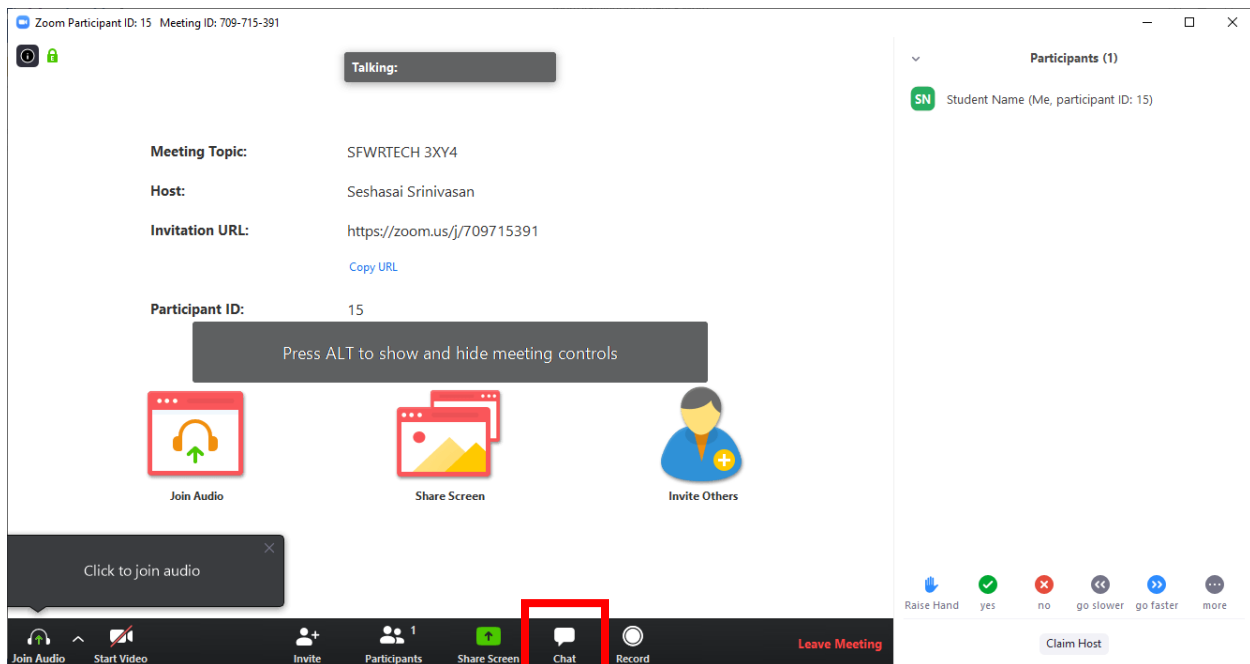 Zoom Participant ID: 15 Meeting ID: 709-715-391
Talking:
Participants (1)
SN Student Name (Me, participant ID: 15)
Meeting Topic: SFWRTECH 3XY4
Host: Seshasai Srinivasan
Invitation URL: https://zoom.us/j/709715391
Copy URL
Participant ID: 15
Press ALT to show and hide meeting controls
Join Audio Share Screen Invite Others
Click to join audio
Raise Hand yes no go slower go faster more
Join Audio Start Video Invite Participants 1 Share Screen Chat Record Leave Meeting
Claim Host